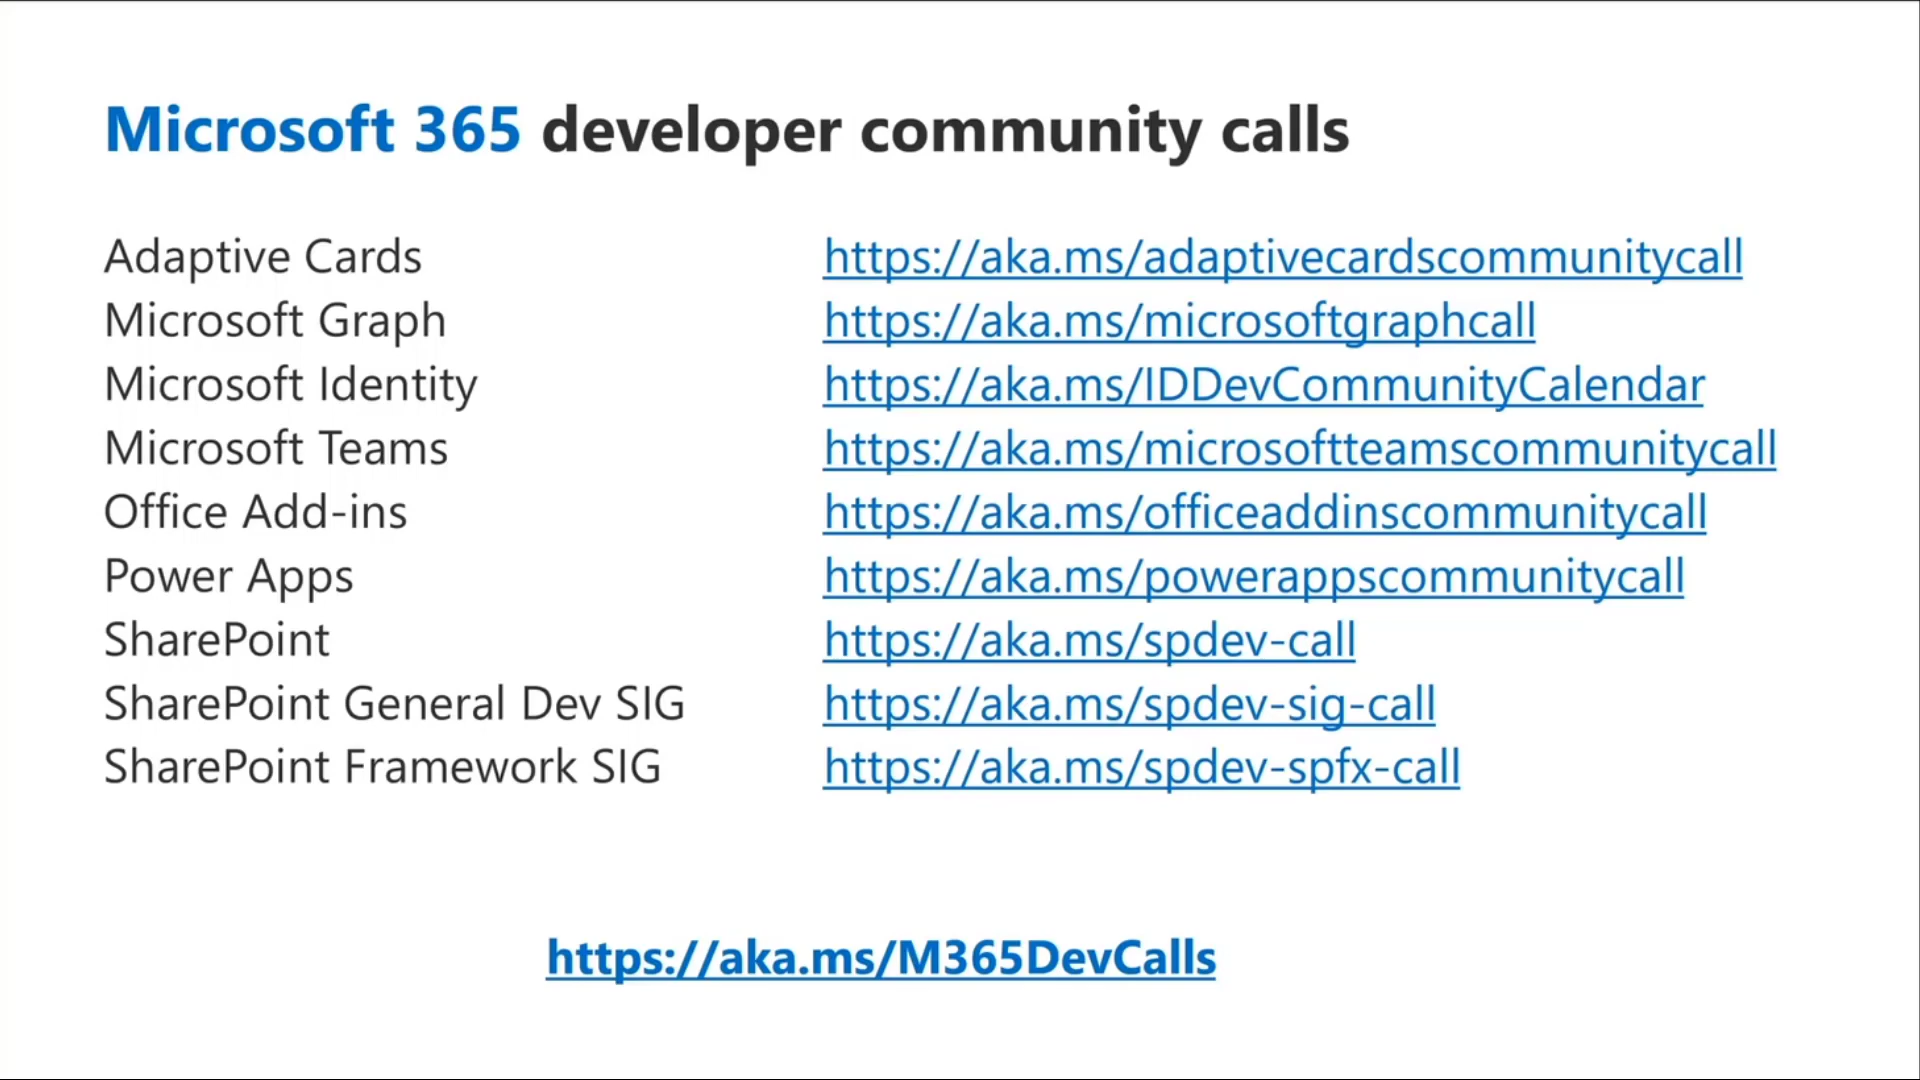 Microsoft 365 developer community calls
Adaptive Cards https://aka.ms/adaptivecardscommunitycall
Microsoft Graph https://aka.ms/microsoftgraphcall
Microsoft Identity https://aka.ms/IDDevCommunityCalendar
Microsoft Teams https://aka.ms/microsoftteamscommunitycall
Office Add-ins https://aka.ms/officeaddinscommunitycall
Power Apps https://aka.ms/powerappscommunitycall
SharePoint https://aka.ms/spdev-call
SharePoint General Dev SIG https://aka.ms/spdev-sig-call
SharePoint Framework SIG https://aka.ms/spdev-spfx-call
https://aka.ms/M365DevCalls